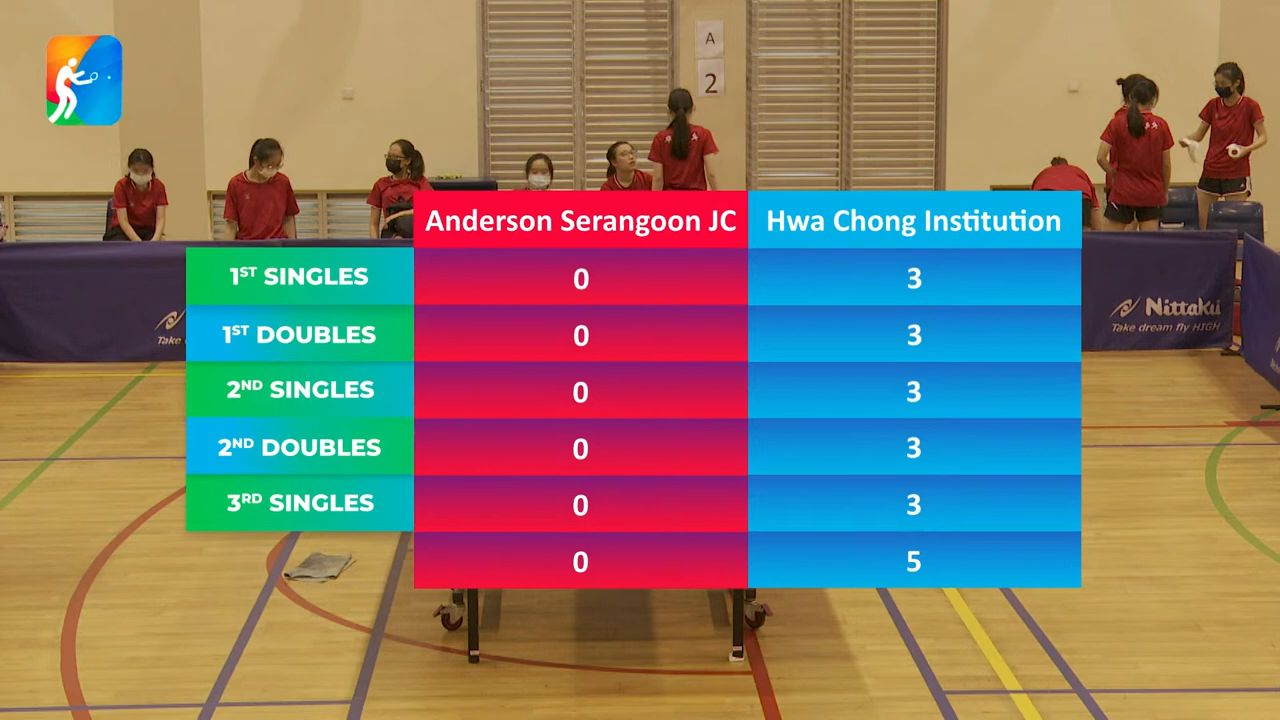 A
2
Anderson Serangoon JC Hwa Chong Institution
1ST SINGLES 0 3
1ST DOUBLES 0 3
2ND SINGLES 0 3
2ND DOUBLES 0 3
3RD SINGLES 0 3
0 5
Nittaku
Take dream fly HIGH
Take